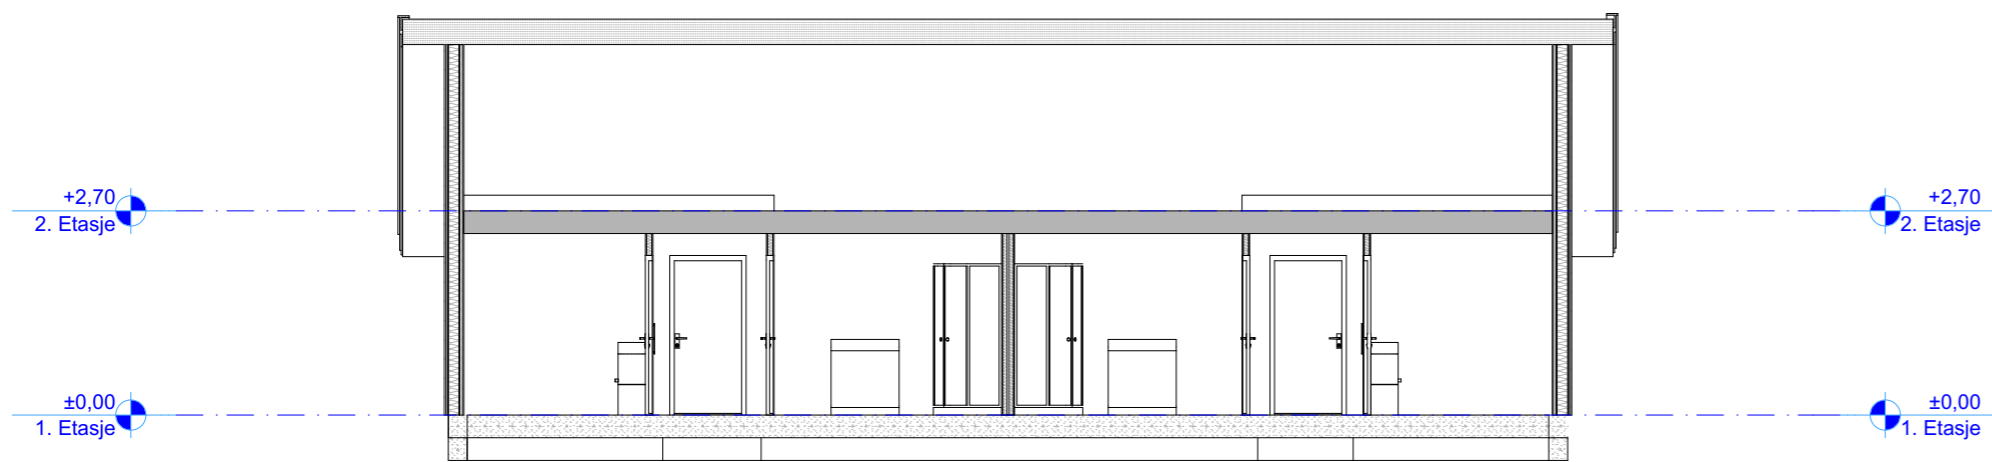 +2,70
2. Etasje
+2,70
2. Etasje
±0,00
1. Etasje
±0,00
1. Etasje